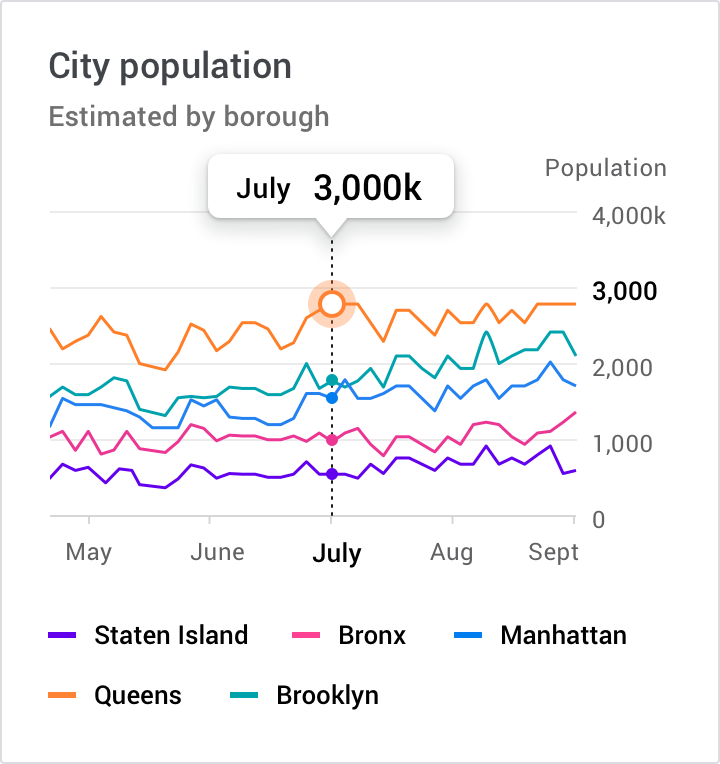 City population
Estimated by borough
July 3,000k
Population
4,000k
3,000
2,000
1,000
0
May June July Aug Sept
Staten Island Bronx Manhattan
Queens Brooklyn